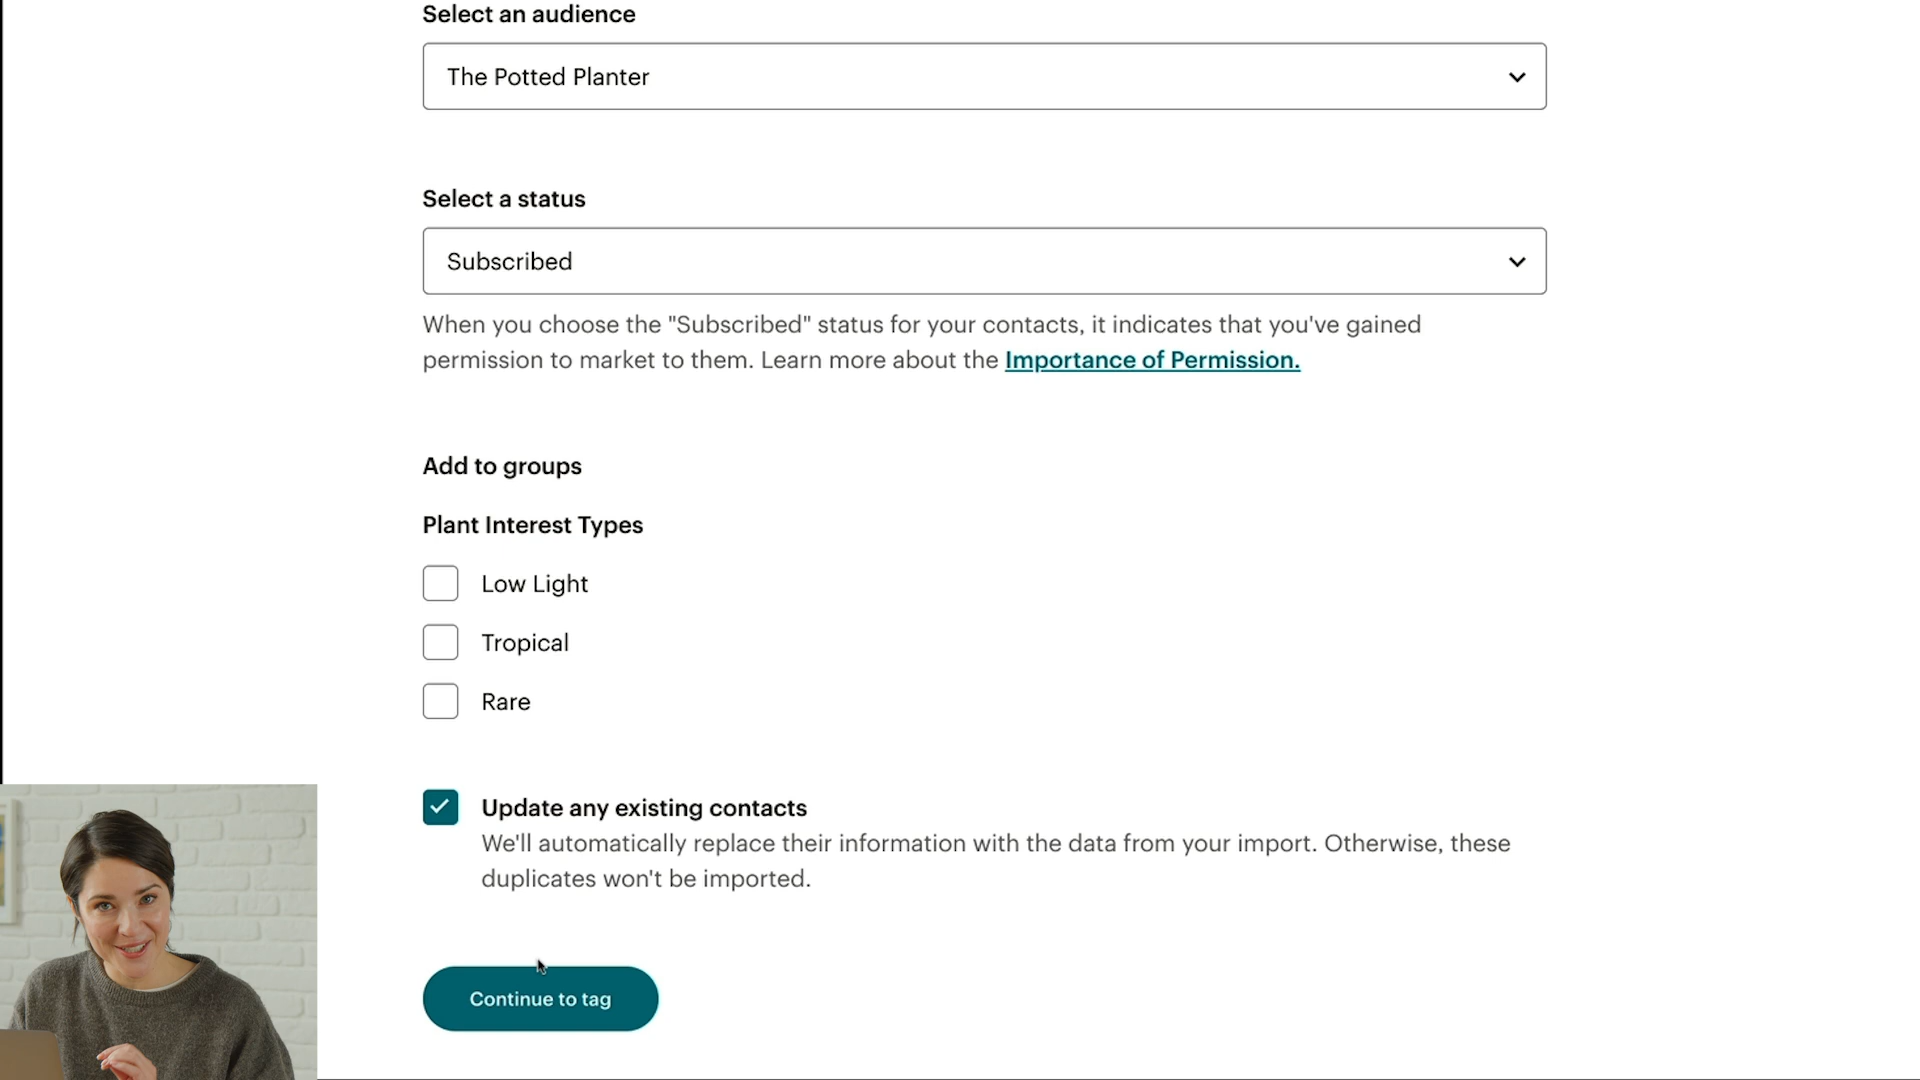 Select an audience
The Potted Planter
Select a status
Subscribed
When you choose the "Subscribed" status for your contacts, it indicates that you've gained
permission to market to them. Learn more about the Importance of Permission.
Add to groups
Plant Interest Types
Low Light
Tropical
Rare
Update any existing contacts
We'll automatically replace their information with the data from your import. Otherwise, these
duplicates won't be imported.
Continue to tag